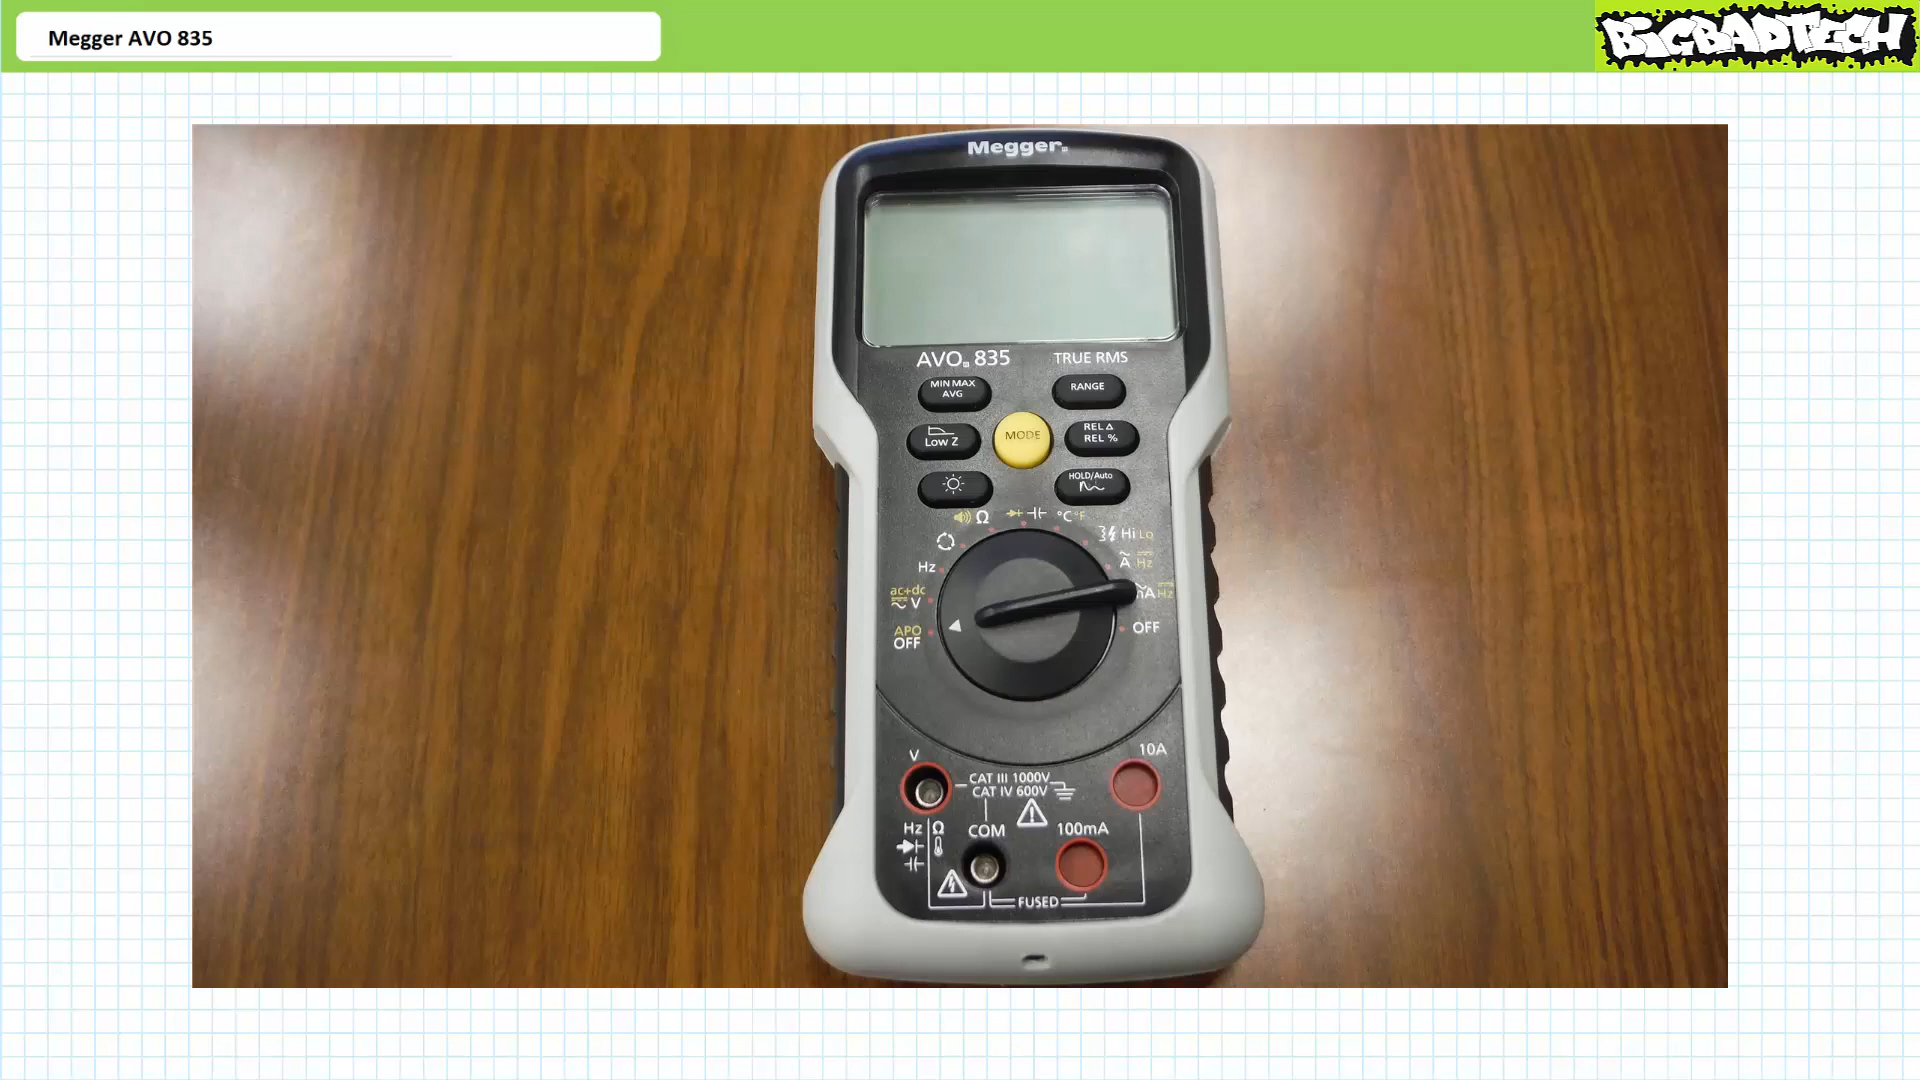 Megger AVO 835
BIGBADTECH
Megger
AVO 835
TRUE RMS
MIN MAX
AVG
RANGE
Low Z
MODE
REL Δ
REL %
HOLD/Auto
Ω
°C °F
Hi Lo
Hz
A Hz
ac+dc
V
Hz
APO
OFF
OFF
V
10A
CAT III 1000V
CAT IV 600V
Hz Ω
COM
100mA
FUSED